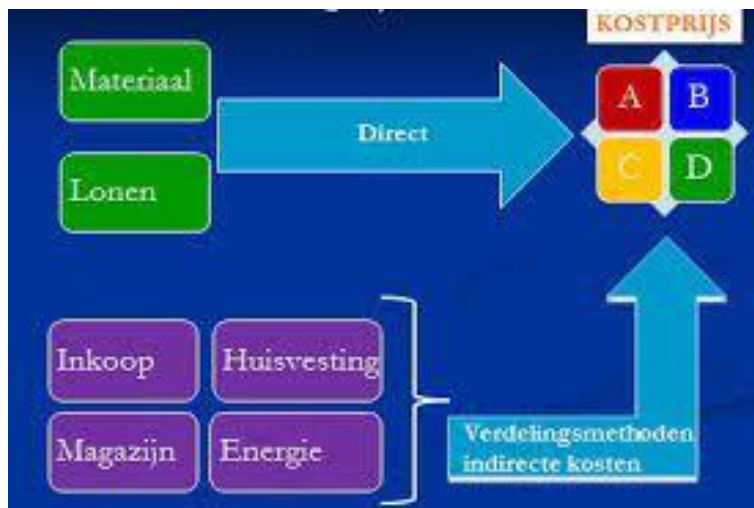 KOSTPRIJS
Materiaal
A B
Direct
C D
Lonen
Inkoop Huisvesting
Magazijn Energie
Verdelingsmethoden
indirecte kosten